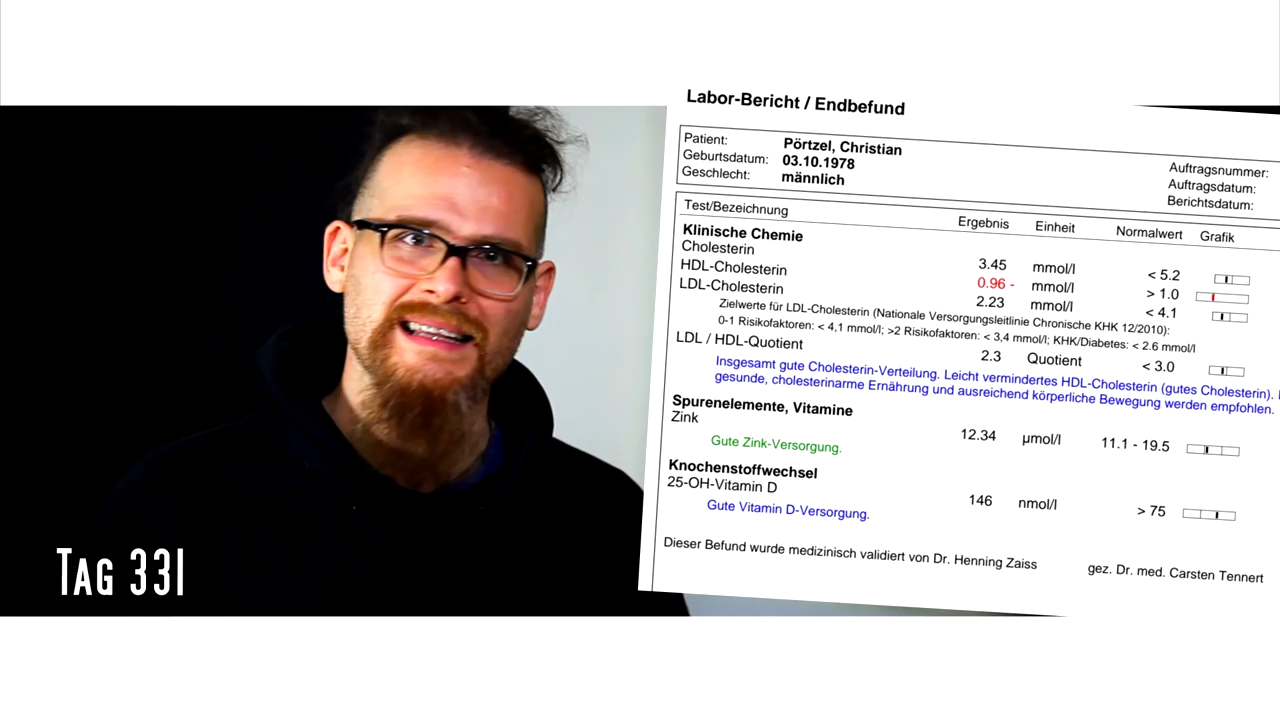 Labor-Bericht / Endbefund
Patient: Pörtzel, Christian
Geburtsdatum: 03.10.1978
Geschlecht: männlich
Auftragsnummer:
Auftragsdatum:
Berichtsdatum:
Test/Bezeichnung Ergebnis Einheit Normalwert Grafik
Klinische Chemie
Cholesterin 3.45 mmol/l < 5.2
HDL-Cholesterin 0.96 - mmol/l > 1.0
LDL-Cholesterin 2.23 mmol/l < 4.1
Zielwerte für LDL-Cholesterin (Nationale Versorgungsleitlinie Chronische KHK 12/2010):
0-1 Risikofaktoren: < 4,1 mmol/l; >2 Risikofaktoren: < 3,4 mmol/l; KHK/Diabetes: < 2.6 mmol/l
LDL / HDL-Quotient 2.3 Quotient < 3.0
Insgesamt gute Cholesterin-Verteilung. Leicht vermindertes HDL-Cholesterin (gutes Cholesterin).
gesunde, cholesterinarme Ernährung und ausreichend körperliche Bewegung werden empfohlen.
Spurenelemente, Vitamine
Zink 12.34 µmol/l 11.1 - 19.5
Gute Zink-Versorgung.
Knochenstoffwechsel
25-OH-Vitamin D 146 nmol/l > 75
Gute Vitamin D-Versorgung.
Dieser Befund wurde medizinisch validiert von Dr. Henning Zaiss gez. Dr. med. Carsten Tennert
TAG 331